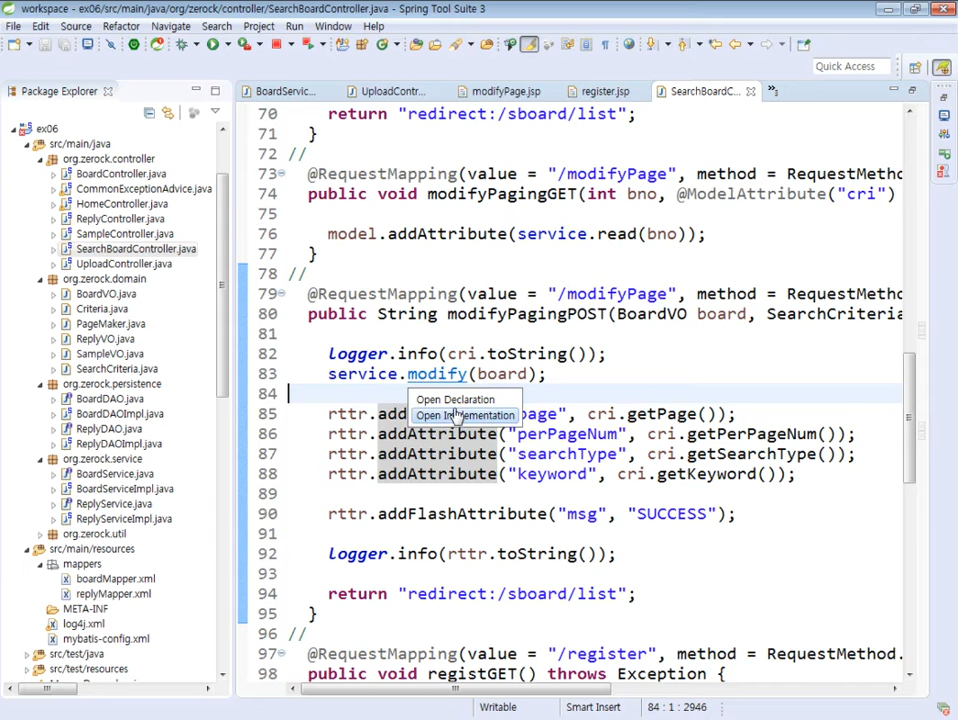 workspace - ex06/src/main/java/org/zerock/controller/SearchBoardController.java - Spring Tool Suite 3
File Edit Source Refactor Navigate Search Project Run Window Help
Quick Access
Package Explorer
BoardServic...
UploadContr...
modifyPage.jsp
register.jsp
SearchBoardC...
ex06
src/main/java
org.zerock.controller
BoardController.java
CommonExceptionAdvice.java
HomeController.java
ReplyController.java
SampleController.java
SearchBoardController.java
UploadController.java
org.zerock.domain
BoardVO.java
Criteria.java
PageMaker.java
ReplyVO.java
SampleVO.java
SearchCriteria.java
org.zerock.persistence
BoardDAO.java
BoardDAOImpl.java
ReplyDAO.java
ReplyDAOImpl.java
org.zerock.service
BoardService.java
BoardServiceImpl.java
ReplyService.java
ReplyServiceImpl.java
org.zerock.util
src/main/resources
mappers
boardMapper.xml
replyMapper.xml
META-INF
log4j.xml
mybatis-config.xml
src/test/java
src/test/resources
70 return "redirect:/sboard/list";
71 }
72 //
73 @RequestMapping(value = "/modifyPage", method = RequestMe
74 public void modifyPagingGET(int bno, @ModelAttribute("cri")
75
76 model.addAttribute(service.read(bno));
77 }
78 //
79 @RequestMapping(value = "/modifyPage", method = RequestMe
80 public String modifyPagingPOST(BoardVO board, SearchCriteria
81
82 logger.info(cri.toString());
83 service.modify(board);
84
Open Declaration
Open Implementation
85 rttr.add page", cri.getPage());
86 rttr.addAttribute("perPageNum", cri.getPerPageNum());
87 rttr.addAttribute("searchType", cri.getSearchType());
88 rttr.addAttribute("keyword", cri.getKeyword());
89
90 rttr.addFlashAttribute("msg", "SUCCESS");
91
92 logger.info(rttr.toString());
93
94 return "redirect:/sboard/list";
95 }
96 //
97 @RequestMapping(value = "/register", method = RequestMethod.
98 public void registGET() throws Exception {
Writable
Smart Insert
84 : 1 : 2946